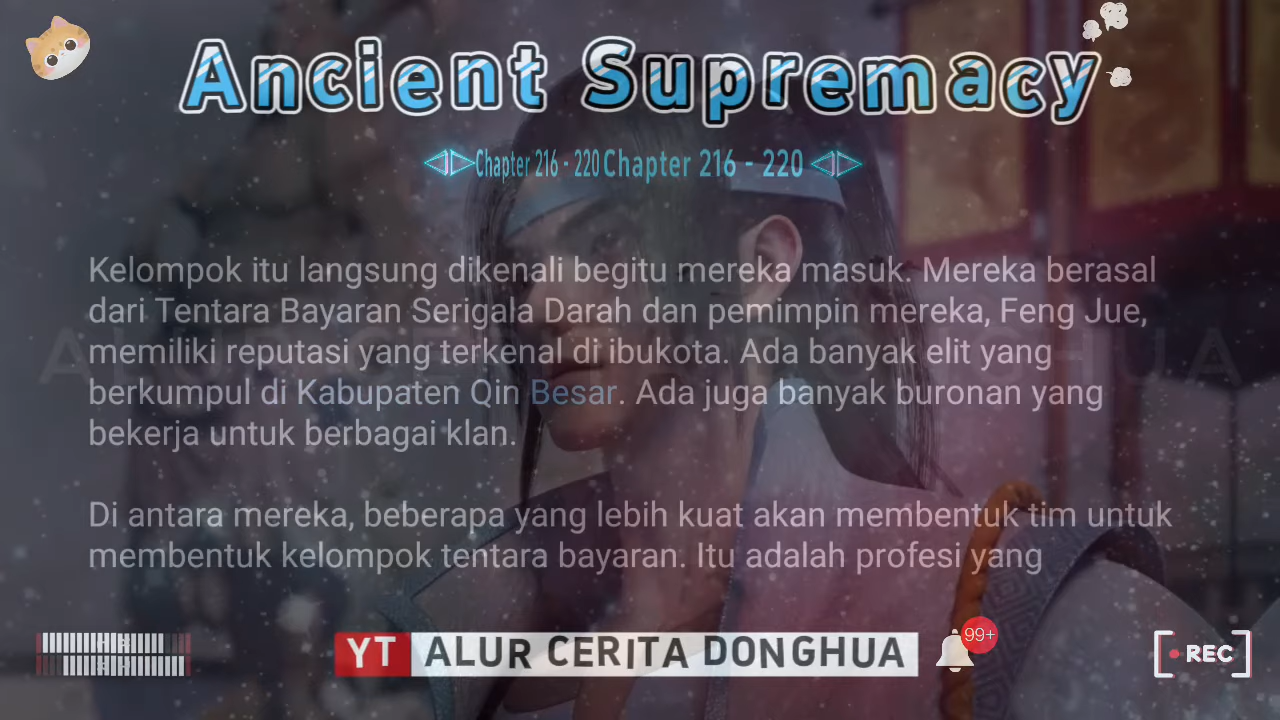 Ancient Supremacy
Chapter 216 - 220 Chapter 216 - 220
Kelompok itu langsung dikenali begitu mereka masuk. Mereka berasal
dari Tentara Bayaran Serigala Darah dan pemimpin mereka, Feng Jue,
memiliki reputasi yang terkenal di ibukota. Ada banyak elit yang
berkumpul di Kabupaten Qin Besar. Ada juga banyak buronan yang
bekerja untuk berbagai klan.
Di antara mereka, beberapa yang lebih kuat akan membentuk tim untuk
membentuk kelompok tentara bayaran. Itu adalah profesi yang
YT ALUR CERITA DONGHUA
99+
REC